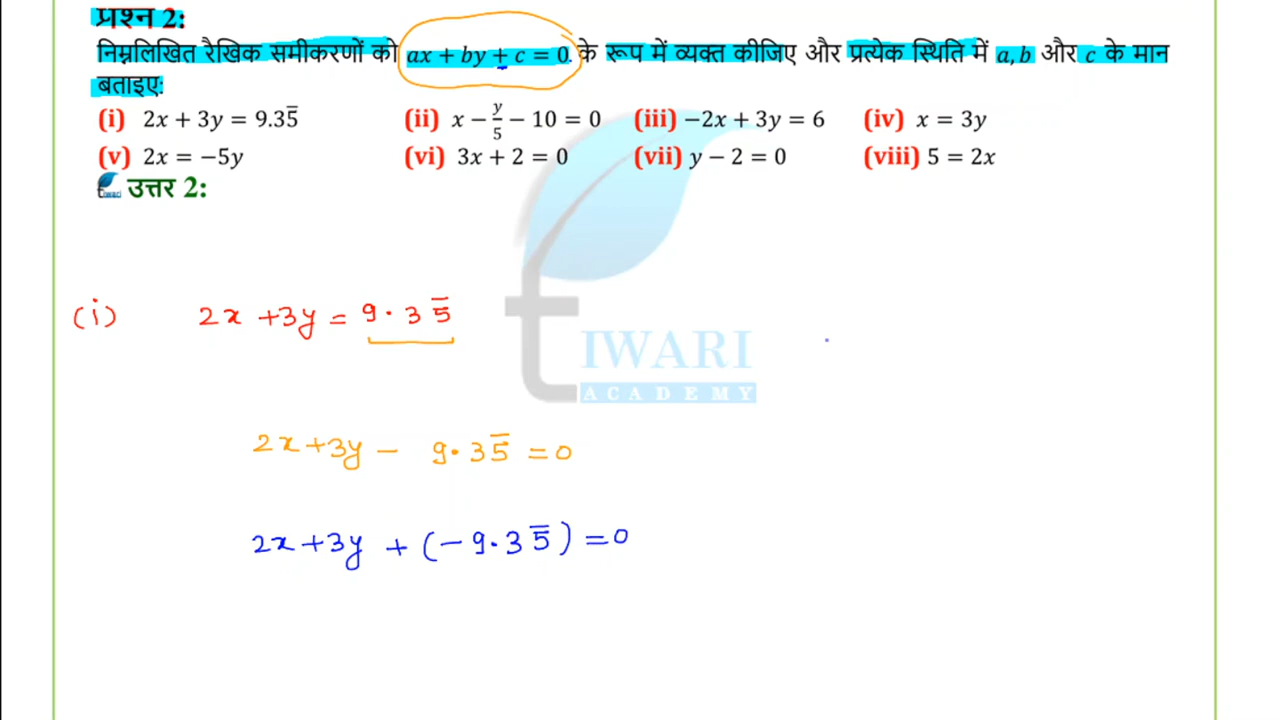 प्रश्न 2:
निम्नलिखित रैखिक समीकरणों को ax + by + c = 0. के रूप में व्यक्त कीजिए और प्रत्येक स्थिति में a, b और c के मान
बताइए:
(i) 2x + 3y = 9.35̅ (ii) x − y/5 − 10 = 0 (iii) −2x + 3y = 6 (iv) x = 3y
(v) 2x = −5y (vi) 3x + 2 = 0 (vii) y − 2 = 0 (viii) 5 = 2x
tiwari उत्तर 2:
(i) 2x + 3y = 9.35̅
TIWARI
ACADEMY
2x + 3y − 9.35̅ = 0
2x + 3y + (−9.35̅) = 0